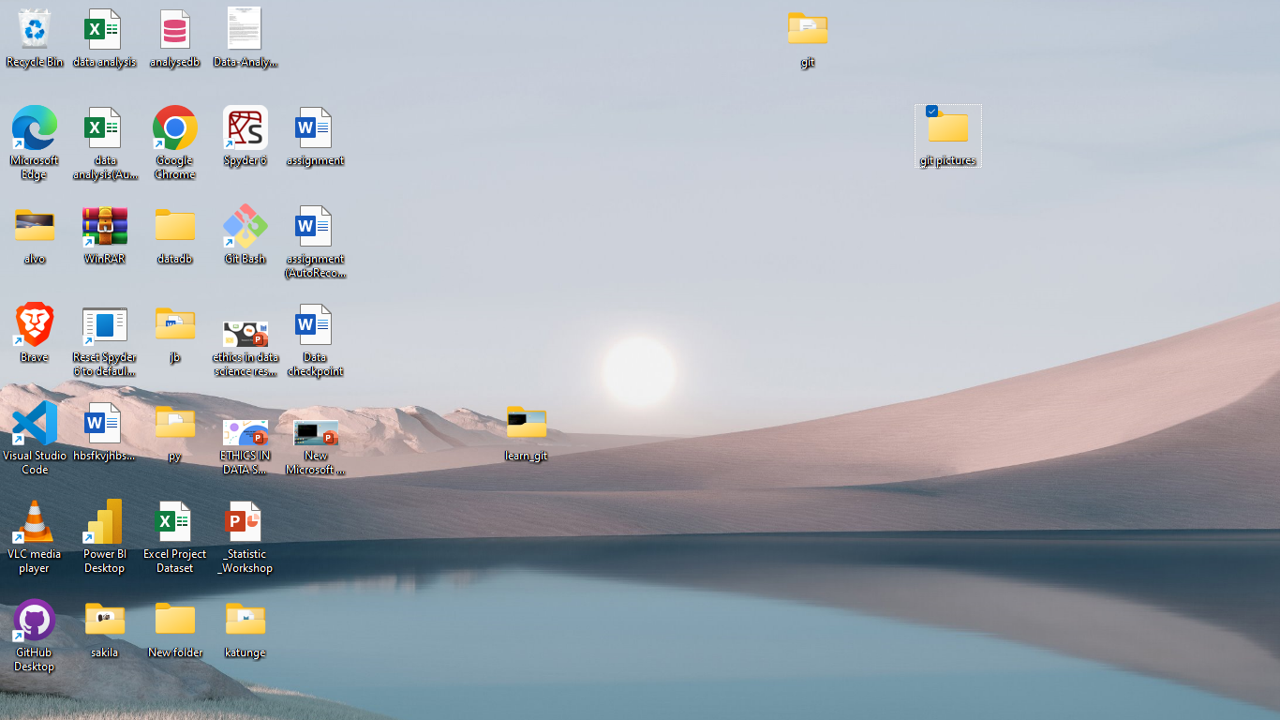 Recycle Bin
data analysis
analysedb
Data-Analy...
git
Microsoft
Edge
data
analysis(Au...
Google
Chrome
Spyder 6
assignment
git pictures
alvo
WinRAR
datadb
Git Bash
assignment
(AutoReco...
Brave
Reset Spyder
6 to defaul...
jb
ethics in data
science res...
Data
checkpoint
Visual Studio
Code
hbsfkvjhbs...
py
ETHICS IN
DATA S...
New
Microsoft ...
learn_git
VLC media
player
Power BI
Desktop
Excel Project
Dataset
_Statistic
_Workshop
GitHub
Desktop
sakila
New folder
katunge